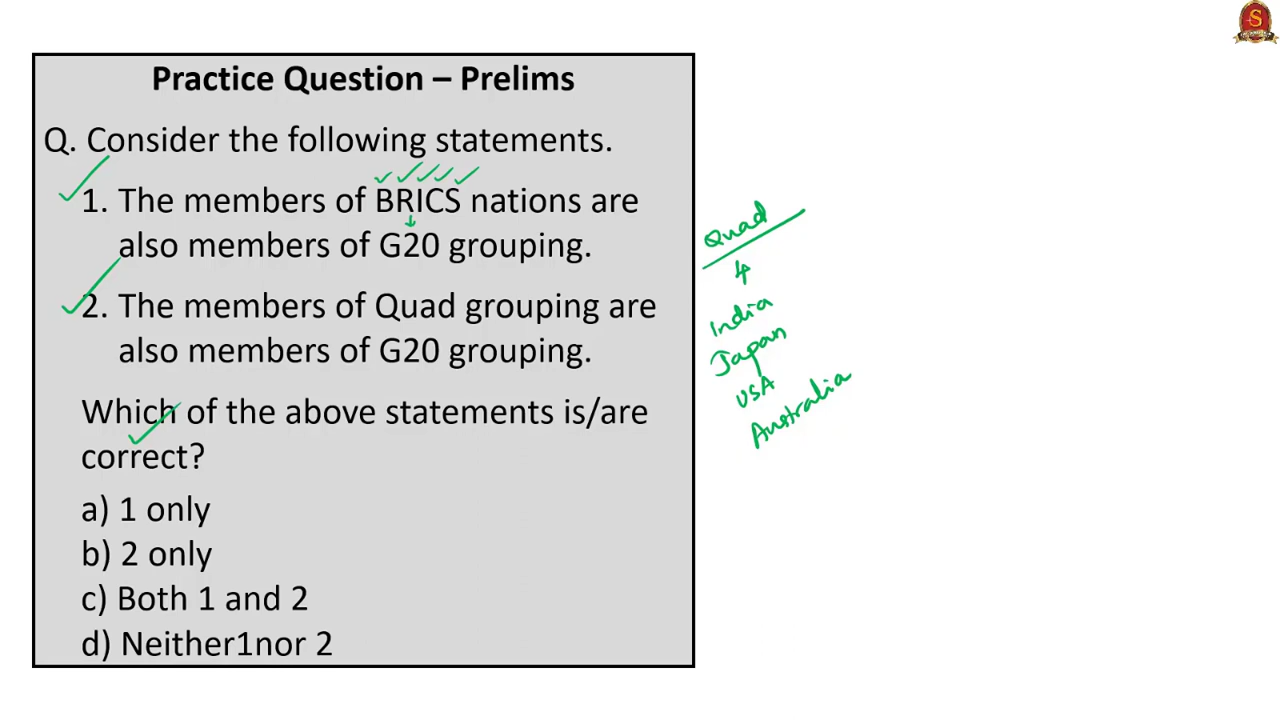 Practice Question – Prelims
Q. Consider the following statements.
1. The members of BRICS nations are
also members of G20 grouping.
2. The members of Quad grouping are
also members of G20 grouping.
Which of the above statements is/are
correct?
a) 1 only
b) 2 only
c) Both 1 and 2
d) Neither1nor 2
Quad
4
India
Japan
USA
Australia
S